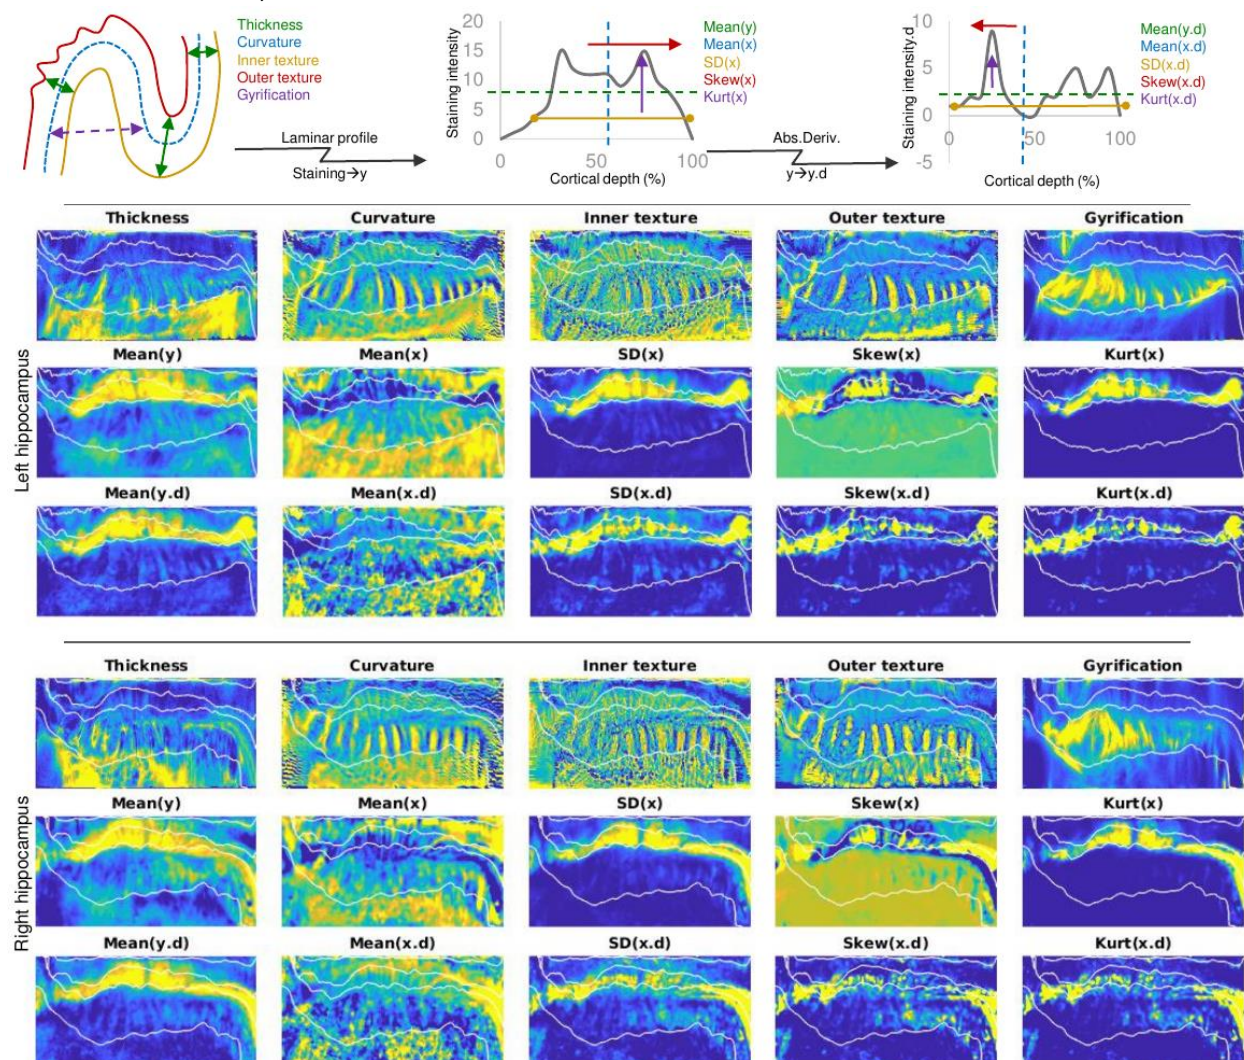 Thickness
Curvature
Inner texture
Outer texture
Gyrification
Laminar profile
Staining→y
Staining intensity
20
15
10
5
0
0 50 100
Cortical depth (%)
Mean(y)
Mean(x)
SD(x)
Skew(x)
Kurt(x)
Abs.Deriv.
y→y.d
Staining intensity.d
10
5
0
-5
0 50 100
Cortical depth (%)
Mean(y.d)
Mean(x.d)
SD(x.d)
Skew(x.d)
Kurt(x.d)
Left hippocampus
Thickness Curvature Inner texture Outer texture Gyrification
Mean(y) Mean(x) SD(x) Skew(x) Kurt(x)
Mean(y.d) Mean(x.d) SD(x.d) Skew(x.d) Kurt(x.d)
Right hippocampus
Thickness Curvature Inner texture Outer texture Gyrification
Mean(y) Mean(x) SD(x) Skew(x) Kurt(x)
Mean(y.d) Mean(x.d) SD(x.d) Skew(x.d) Kurt(x.d)